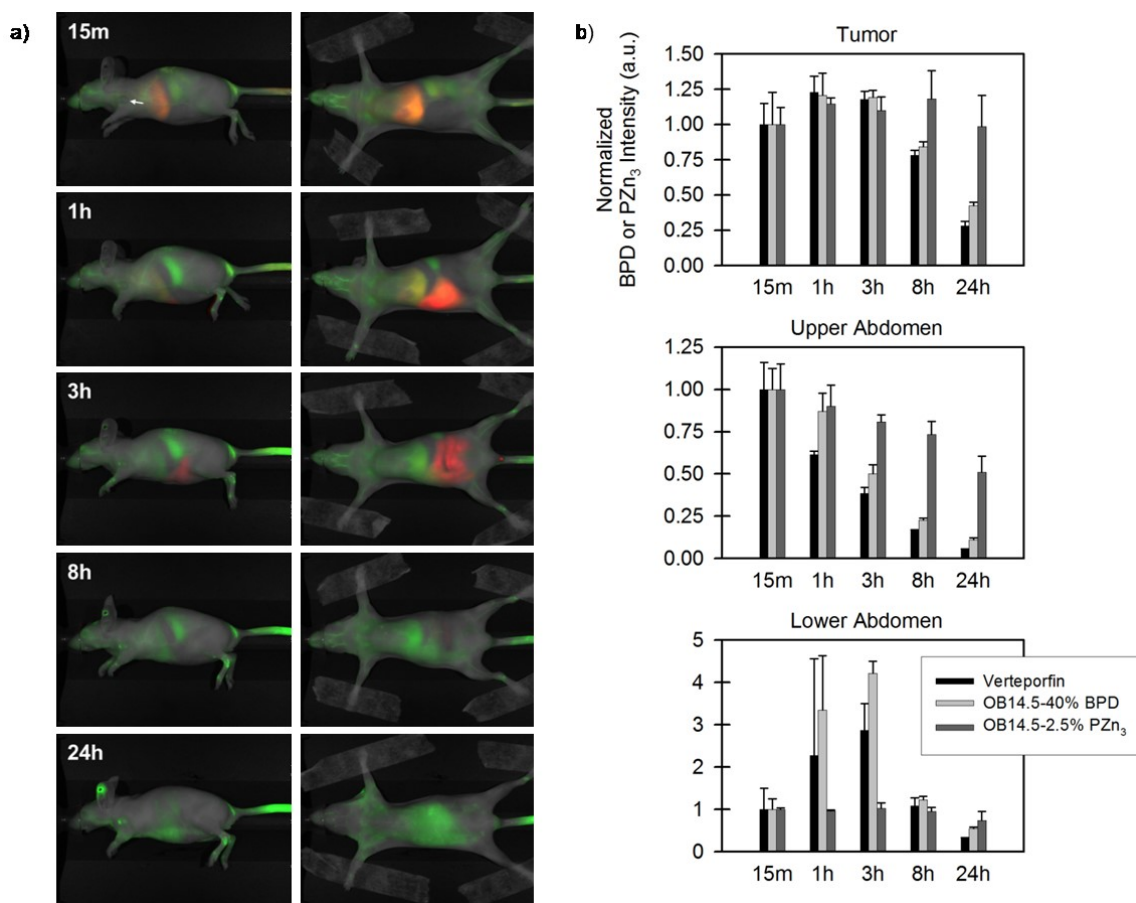 a)
15m
1h
3h
8h
24h
b)
Tumor
Normalized
BPD or PZn₃ Intensity (a.u.)
1.50
1.25
1.00
0.75
0.50
0.25
0.00
15m 1h 3h 8h 24h
Upper Abdomen
1.25
1.00
0.75
0.50
0.25
0.00
15m 1h 3h 8h 24h
Lower Abdomen
5
4
3
2
1
0
15m 1h 3h 8h 24h
Verteporfin
OB14.5-40% BPD
OB14.5-2.5% PZn₃